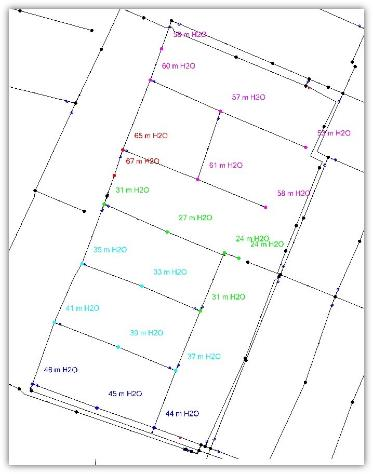 58 m H2O
60 m H2O
57 m H2O
65 m H2O
53 m H2O
67 m H2O
61 m H2O
31 m H2O
58 m H2O
27 m H2O
24 m H2O
24 m H2O
35 m H2O
33 m H2O
31 m H2O
41 m H2O
39 m H2O
37 m H2O
46 m H2O
45 m H2O
44 m H2O